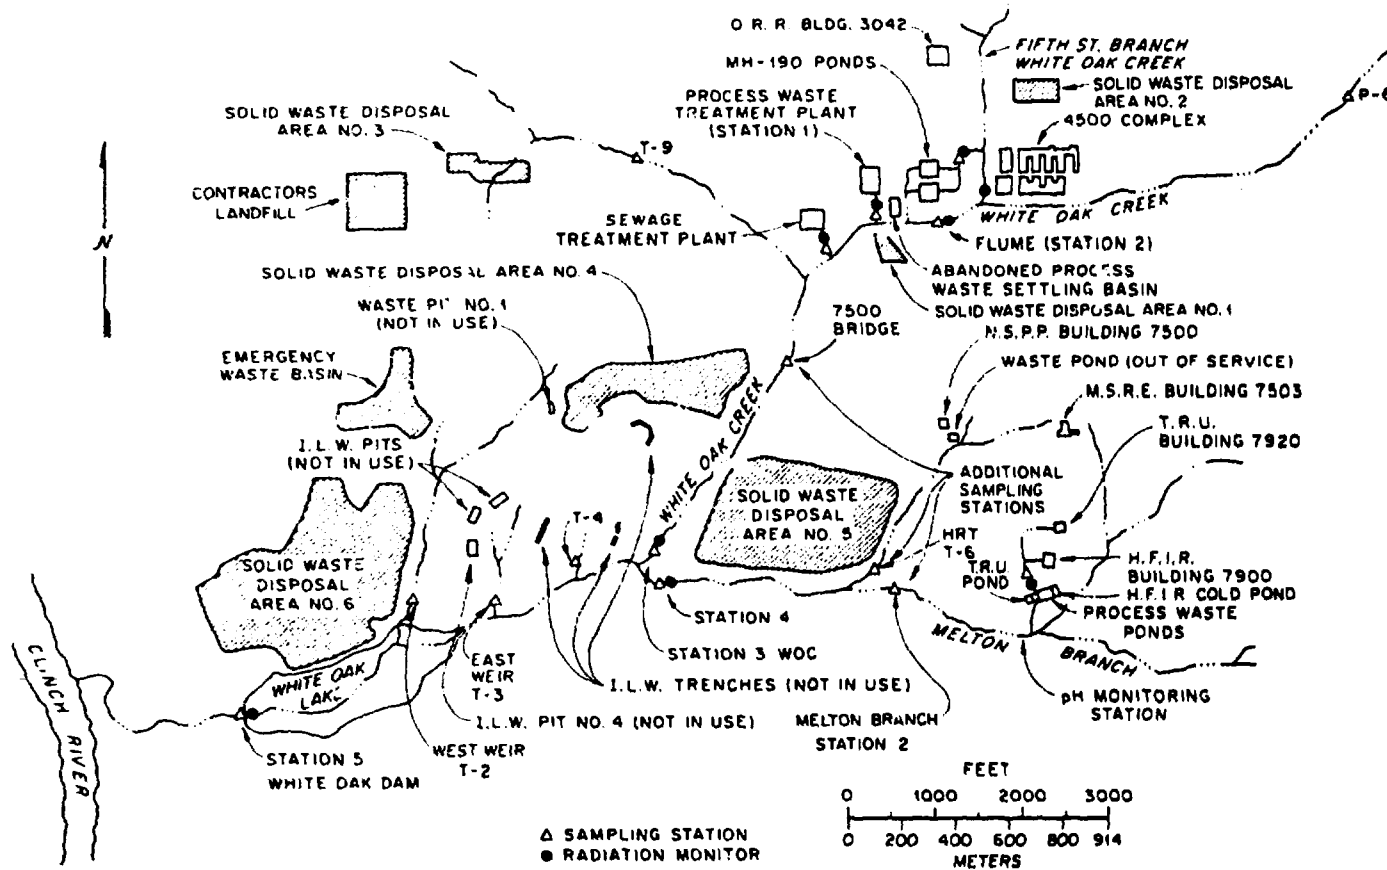 O.R.R. BLDG. 3042
FIFTH ST. BRANCH
WHITE OAK CREEK
MH-190 PONDS
SOLID WASTE DISPOSAL
AREA NO. 2
P-6
PROCESS WASTE
TREATMENT PLANT
(STATION 1)
4500 COMPLEX
SOLID WASTE DISPOSAL
AREA NO. 3
T-9
CONTRACTORS
LANDFILL
N
WHITE OAK CREEK
SEWAGE
TREATMENT PLANT
FLUME (STATION 2)
SOLID WASTE DISPOSAL AREA NO. 4
ABANDONED PROCESS
WASTE SETTLING BASIN
WASTE PIT NO. 1
(NOT IN USE)
7500
BRIDGE
SOLID WASTE DISPOSAL AREA NO. 1
N.S.P.P. BUILDING 7500
EMERGENCY
WASTE BASIN
WASTE POND (OUT OF SERVICE)
M.S.R.E. BUILDING 7503
I.L.W. PITS
(NOT IN USE)
WHITE OAK CREEK
T.R.U.
BUILDING 7920
ADDITIONAL
SAMPLING
STATIONS
SOLID WASTE
DISPOSAL
AREA NO. 5
T-4
HRT
T-6
T.R.U.
POND
SOLID WASTE
DISPOSAL
AREA NO. 6
H.F.I.R.
BUILDING 7900
H.F.I.R COLD POND
PROCESS WASTE
PONDS
STATION 4
MELTON BRANCH
STATION 3 WOC
EAST
WEIR
T-3
WHITE OAK
LAKE
I.L.W. TRENCHES (NOT IN USE)
pH MONITORING
STATION
I.L.W. PIT NO. 4 (NOT IN USE)
MELTON BRANCH
STATION 2
CLINCH RIVER
WEST WEIR
T-2
STATION 5
WHITE OAK DAM
FEET
0 1000 2000 3000
0 200 400 600 800 914
METERS
SAMPLING STATION
RADIATION MONITOR